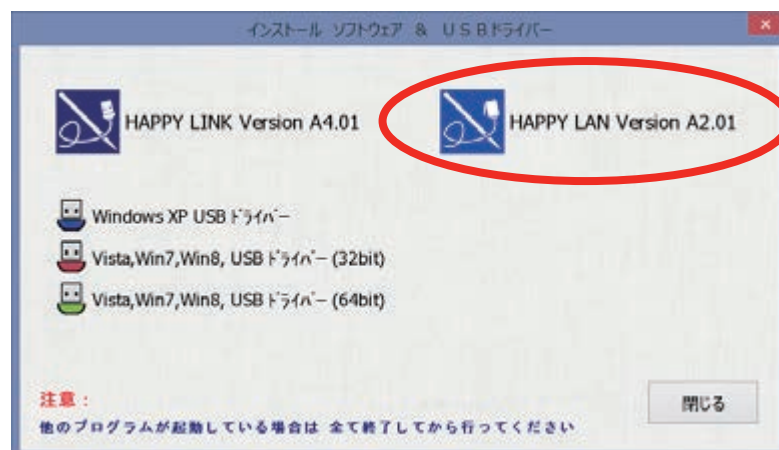 インストール ソフトウェア & USBドライバー
HAPPY LINK Version A4.01
HAPPY LAN Version A2.01
Windows XP USB ﾄﾞﾗｲﾊﾞｰ
Vista,Win7,Win8, USB ﾄﾞﾗｲﾊﾞｰ (32bit)
Vista,Win7,Win8, USB ﾄﾞﾗｲﾊﾞｰ (64bit)
注意：
他のプログラムが起動している場合は 全て終了してから行ってください
閉じる